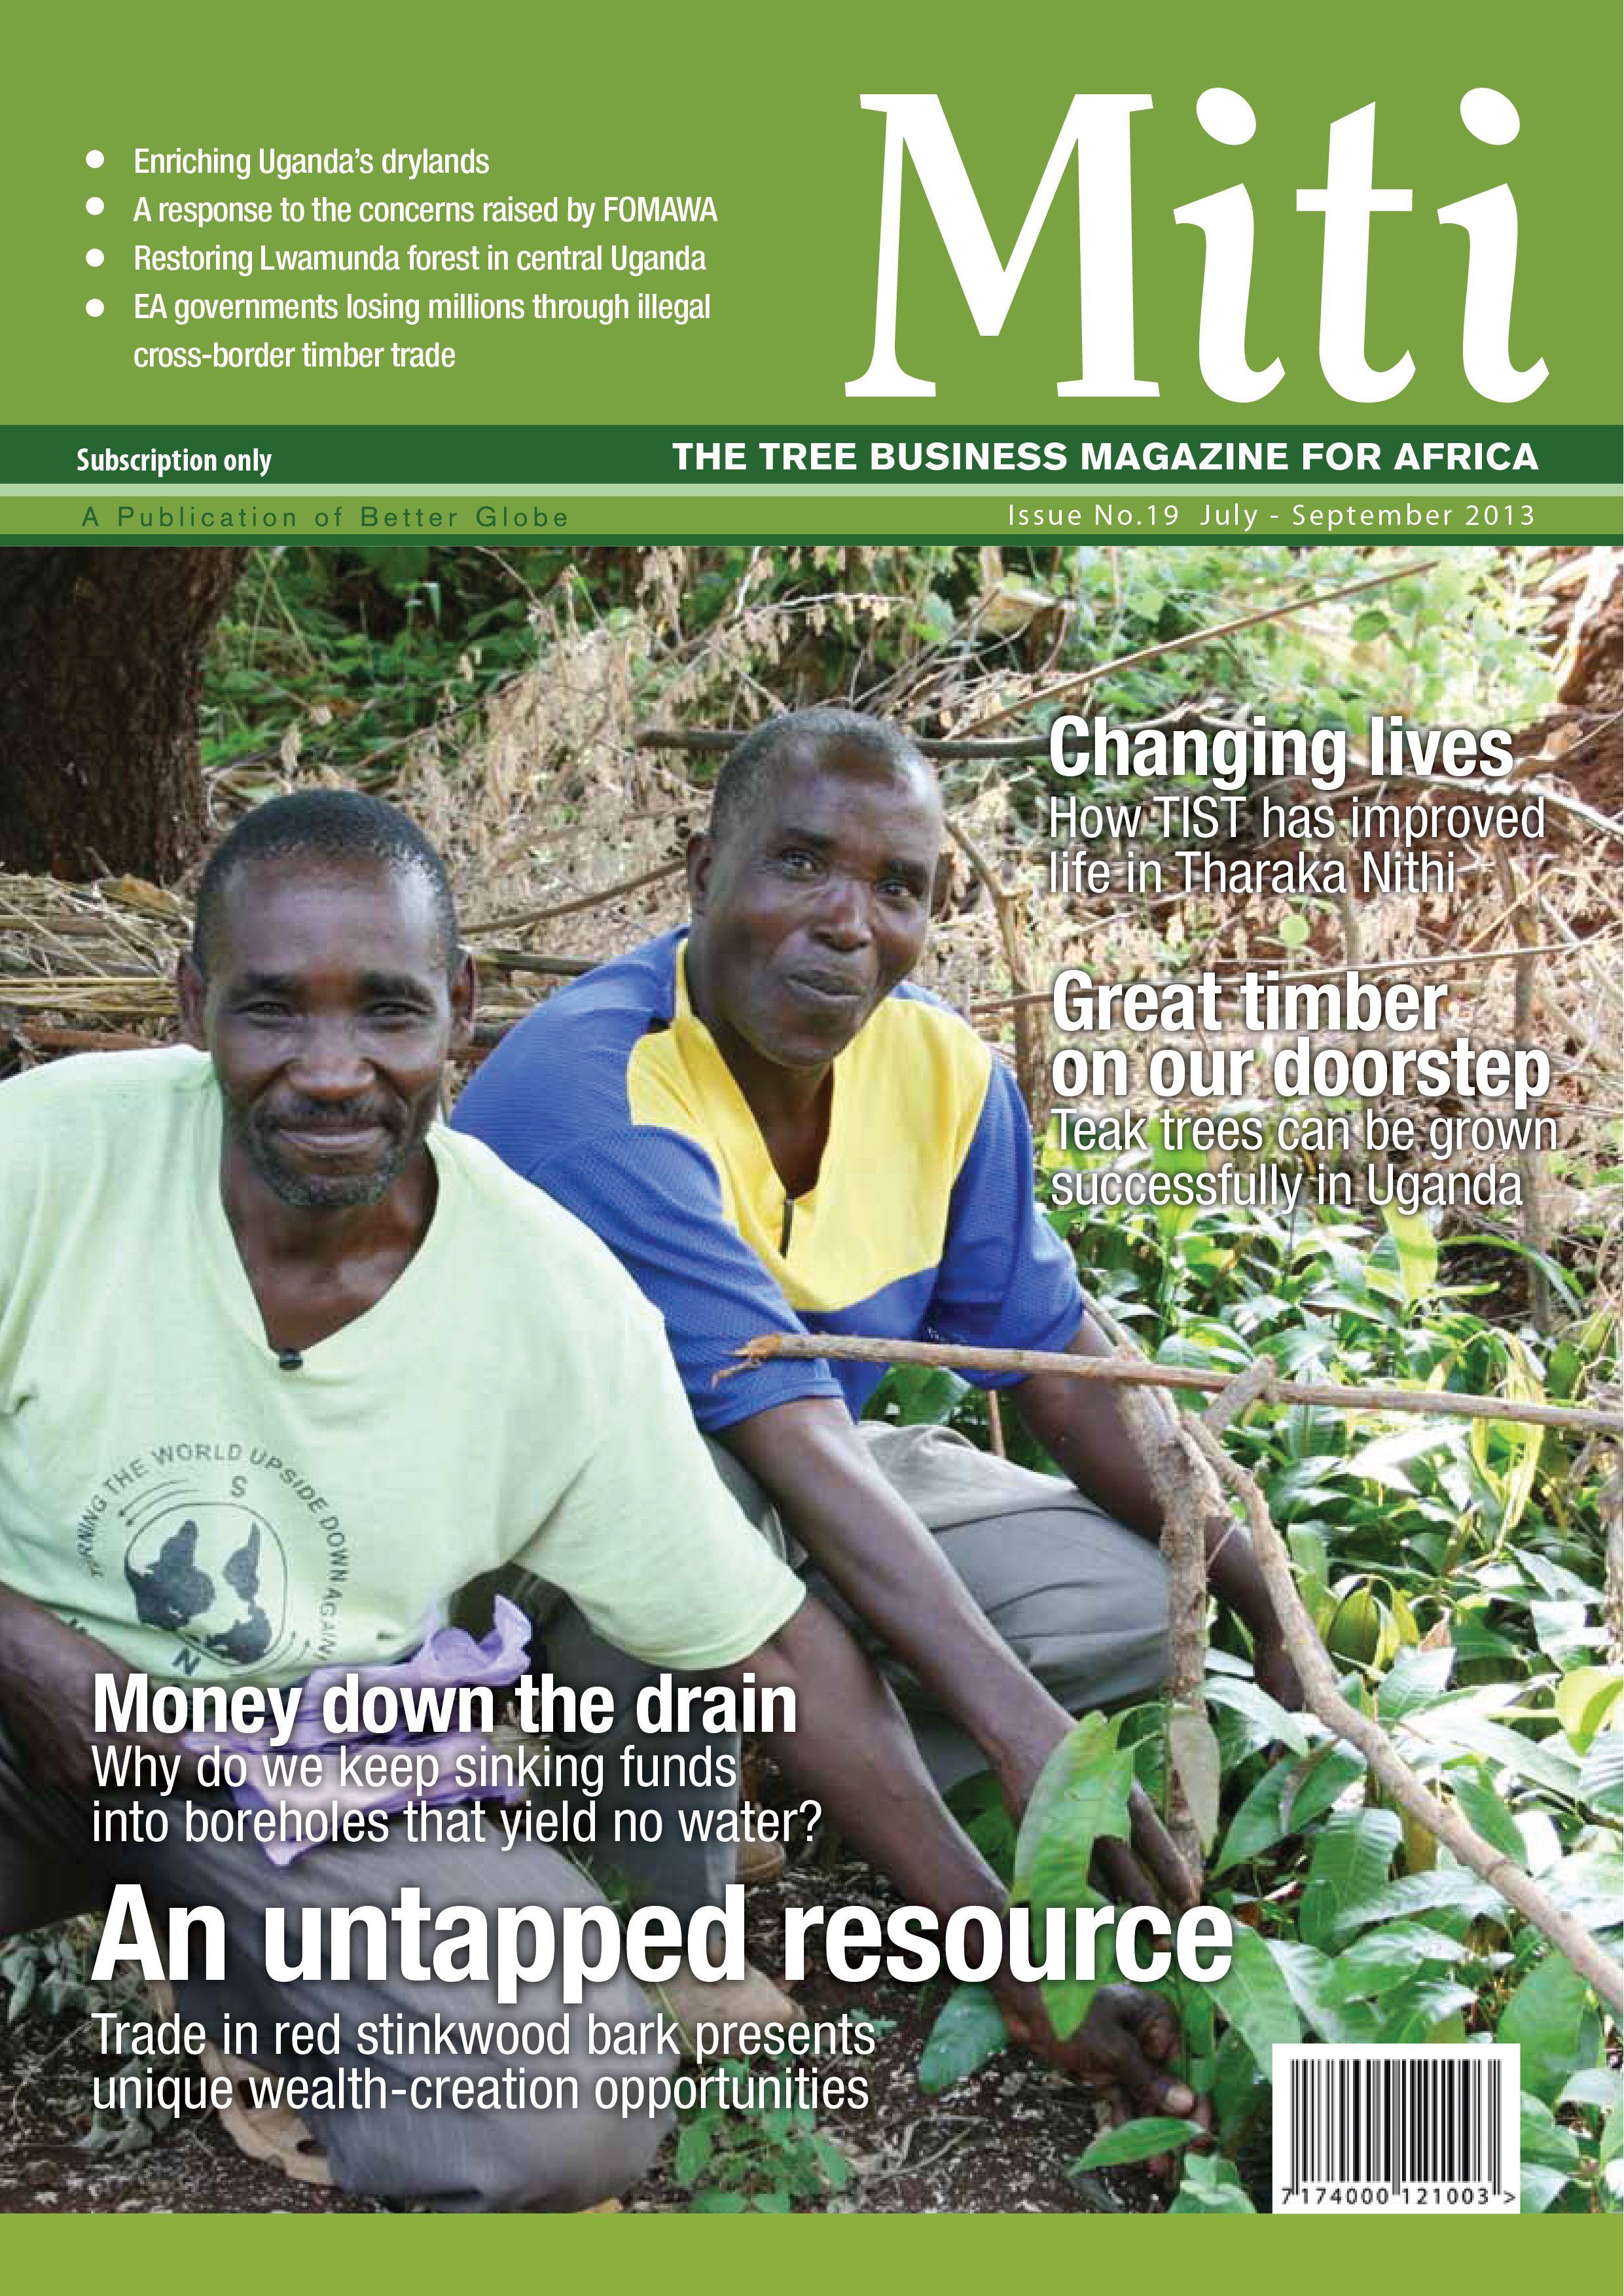 Enriching Uganda's drylands
A response to the concerns raised by FOMAWA
Restoring Lwamunda forest in central Uganda
EA governments losing millions through illegal
cross-border timber trade
Miti
Subscription only
THE TREE BUSINESS MAGAZINE FOR AFRICA
A Publication of Better Globe
Issue No.19 July - September 2013
Changing lives
How TIST has improved
life in Tharaka Nithi
Great timber
on our doorstep
Teak trees can be grown
successfully in Uganda
TURNING THE WORLD UPSIDE DOWN AGAIN
S
N
Money down the drain
Why do we keep sinking funds
into boreholes that yield no water?
An untapped resource
Trade in red stinkwood bark presents
unique wealth-creation opportunities
7 174000 121003 >